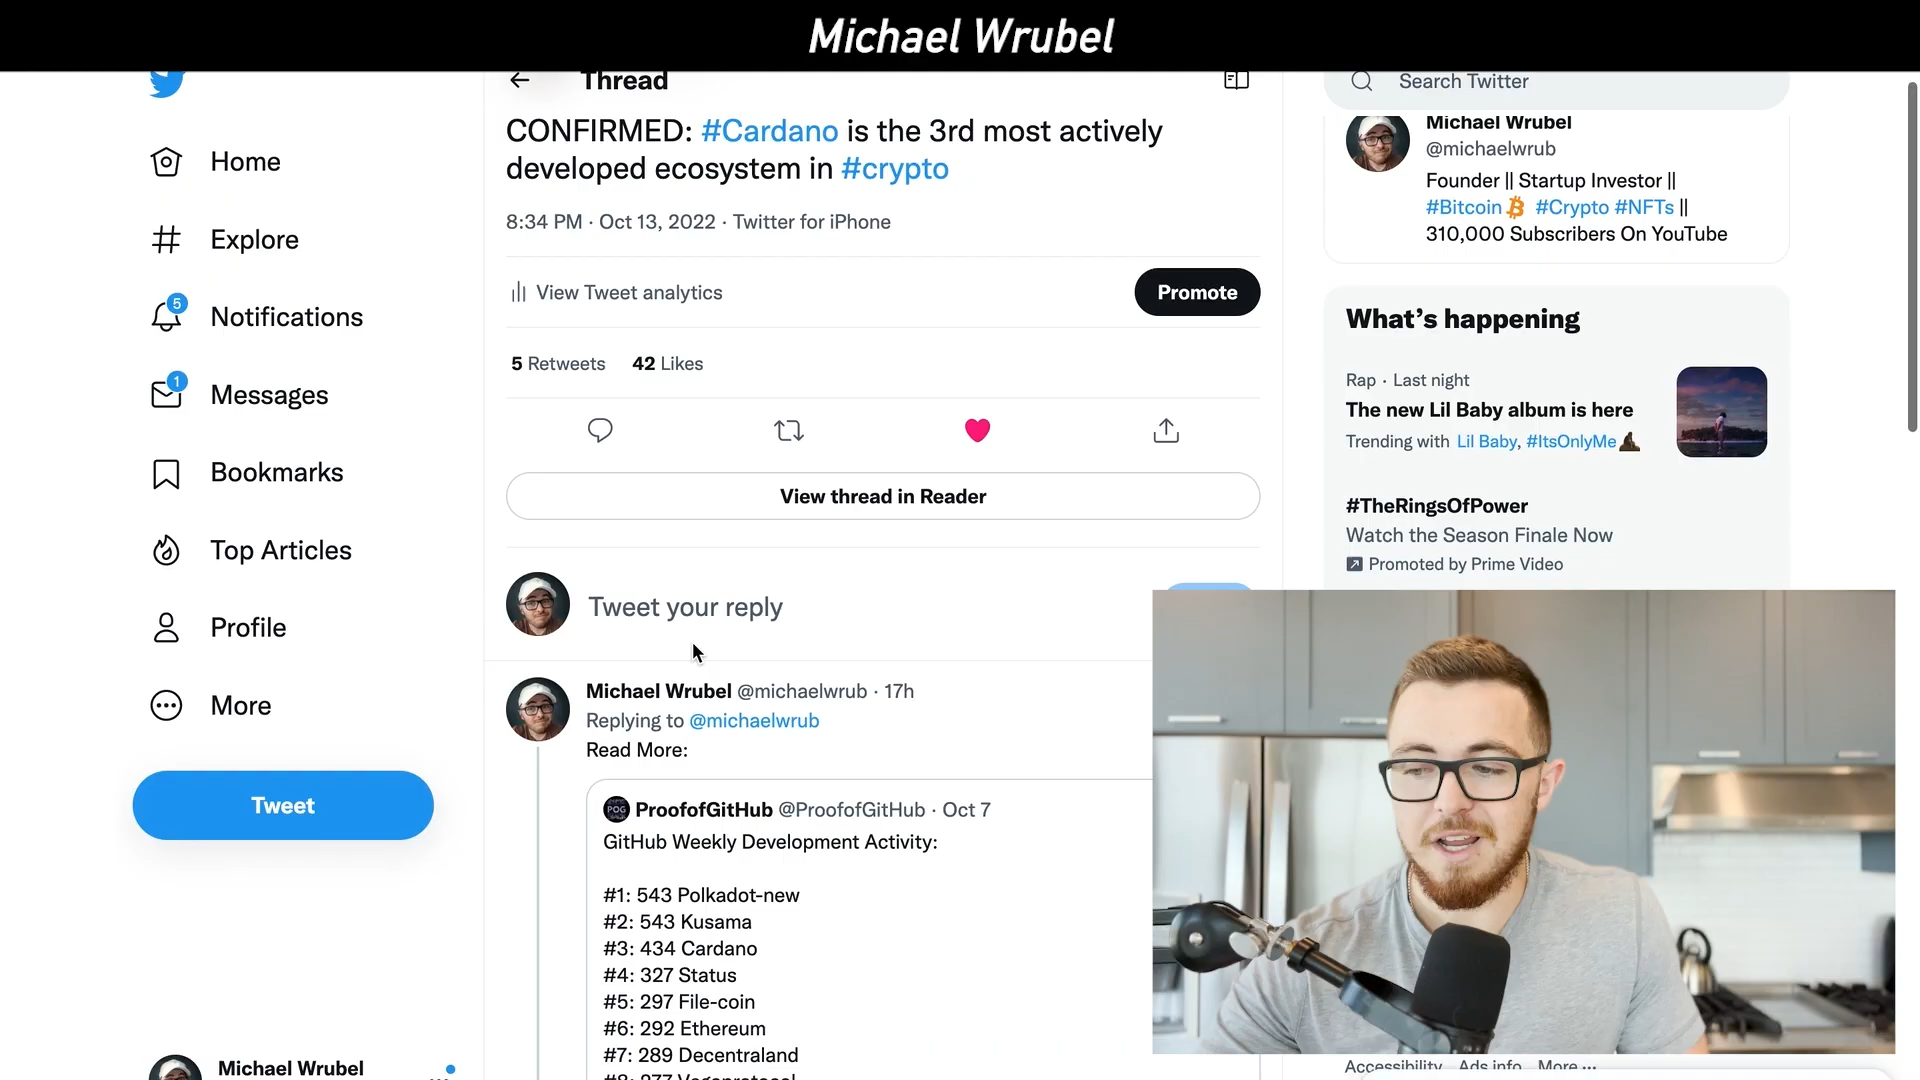 Michael Wrubel
Thread
Search Twitter
Home
Explore
5
Notifications
1
Messages
Bookmarks
Top Articles
Profile
More
Tweet
Michael Wrubel
CONFIRMED: #Cardano is the 3rd most actively
developed ecosystem in #crypto
8:34 PM · Oct 13, 2022 · Twitter for iPhone
View Tweet analytics
Promote
5 Retweets 42 Likes
View thread in Reader
Tweet your reply
Michael Wrubel @michaelwrub · 17h
Replying to @michaelwrub
Read More:
POG
ProofofGitHub @ProofofGitHub · Oct 7
GitHub Weekly Development Activity:
#1: 543 Polkadot-new
#2: 543 Kusama
#3: 434 Cardano
#4: 327 Status
#5: 297 File-coin
#6: 292 Ethereum
#7: 289 Decentraland
Michael Wrubel
@michaelwrub
Founder || Startup Investor ||
#Bitcoin #Crypto #NFTs ||
310,000 Subscribers On YouTube
What's happening
Rap · Last night
The new Lil Baby album is here
Trending with Lil Baby, #ItsOnlyMe
#TheRingsOfPower
Watch the Season Finale Now
Promoted by Prime Video
Accessibility Ads info More ...